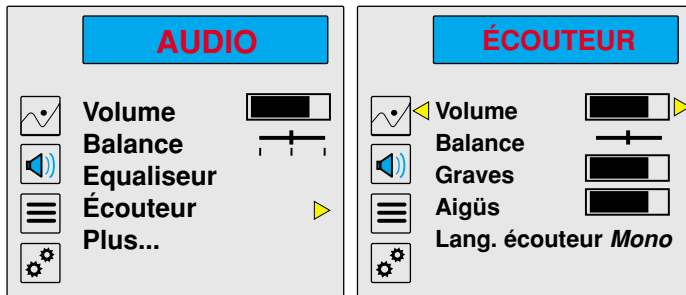 AUDIO
Volume
Balance
Equaliseur
Écouteur
Plus...
ÉCOUTEUR
Volume
Balance
Graves
Aigüs
Lang. écouteur Mono